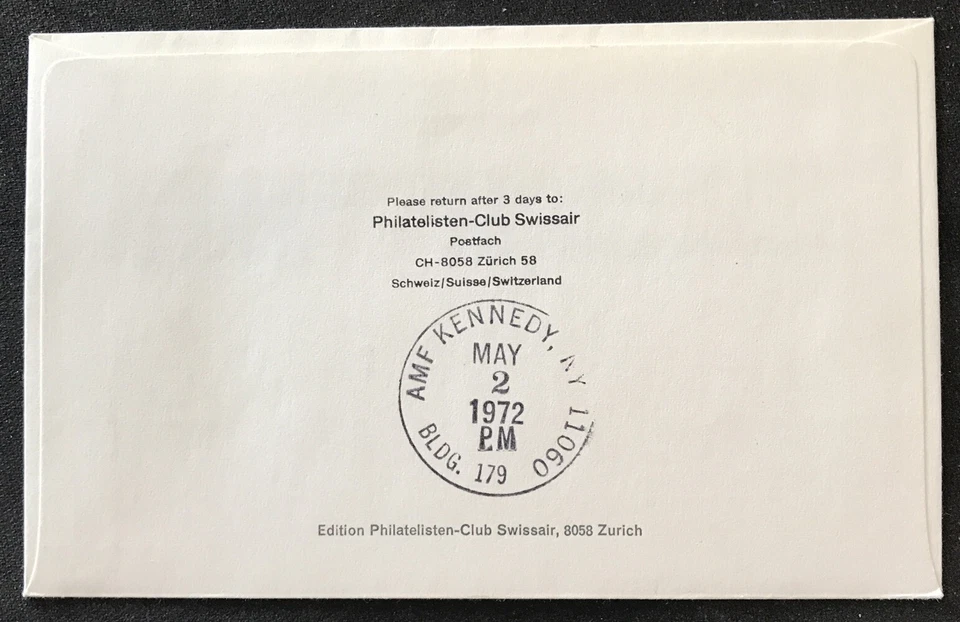 Please return after 3 days to:
Philatelisten-Club Swissair
Postfach
CH-8058 Zürich 58
Schweiz/Suisse/Switzerland
AMF KENNEDY, NY 11060
MAY
2
1972
PM
BLDG. 179
Edition Philatelisten-Club Swissair, 8058 Zurich